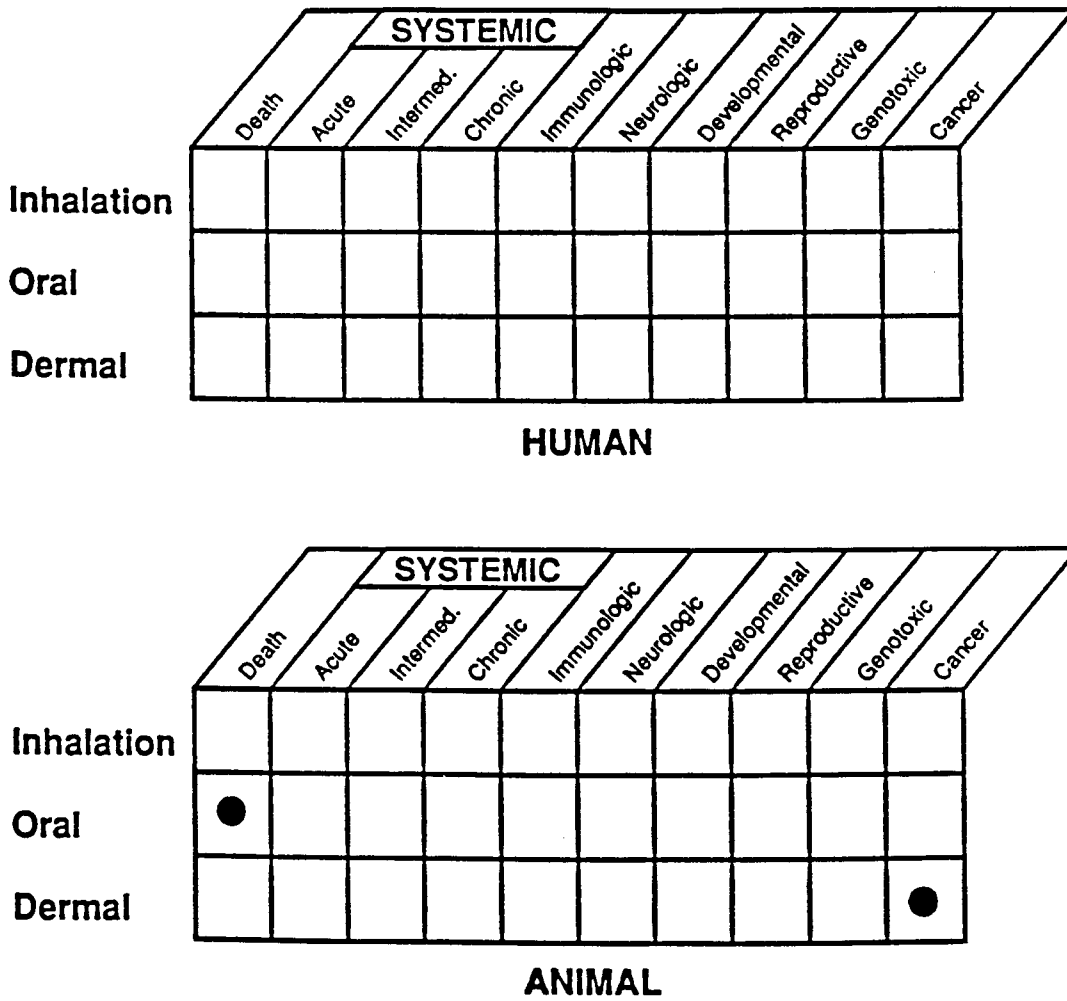 SYSTEMIC
Death Acute Intermed. Chronic Immunologic Neurologic Developmental Reproductive Genotoxic Cancer
Inhalation
Oral
Dermal
HUMAN
SYSTEMIC
Death Acute Intermed. Chronic Immunologic Neurologic Developmental Reproductive Genotoxic Cancer
Inhalation
Oral
Dermal
ANIMAL